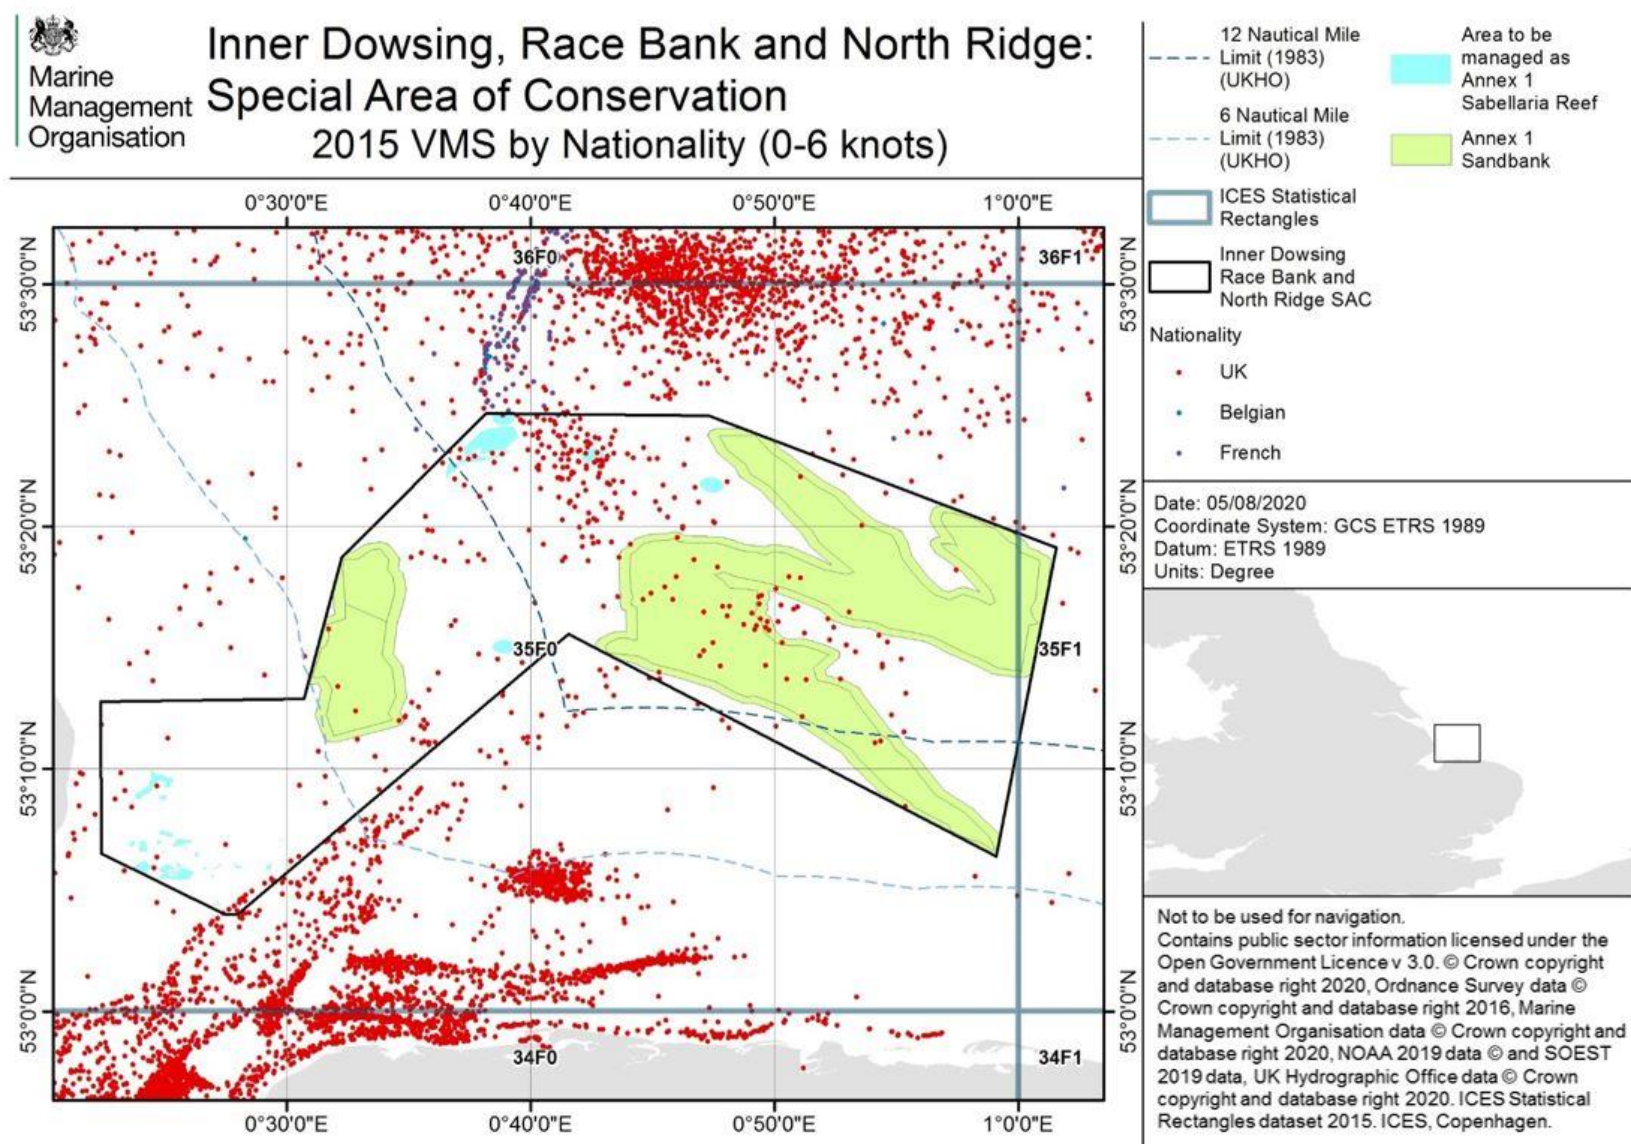 Marine
Management
Organisation
Inner Dowsing, Race Bank and North Ridge:
Special Area of Conservation
2015 VMS by Nationality (0-6 knots)
0°30'0"E
0°40'0"E
0°50'0"E
1°00'0"E
53°30'0"N
53°20'0"N
53°10'0"N
53°0'0"N
36F0
36F1
35F0
35F1
34F0
34F1
53°30'0"N
53°20'0"N
53°10'0"N
53°0'0"N
0°30'0"E
0°40'0"E
0°50'0"E
1°00'0"E
12 Nautical Mile
Limit (1983)
(UKHO)
6 Nautical Mile
Limit (1983)
(UKHO)
ICES Statistical
Rectangles
Inner Dowsing
Race Bank and
North Ridge SAC
Area to be
managed as
Annex 1
Sabellaria Reef
Annex 1
Sandbank
Nationality
UK
Belgian
French
Date: 05/08/2020
Coordinate System: GCS ETRS 1989
Datum: ETRS 1989
Units: Degree
Not to be used for navigation.
Contains public sector information licensed under the
Open Government Licence v 3.0. © Crown copyright
and database right 2020, Ordnance Survey data ©
Crown copyright and database right 2016, Marine
Management Organisation data © Crown copyright and
database right 2020, NOAA 2019 data © and SOEST
2019 data, UK Hydrographic Office data © Crown
copyright and database right 2020. ICES Statistical
Rectangles dataset 2015. ICES, Copenhagen.